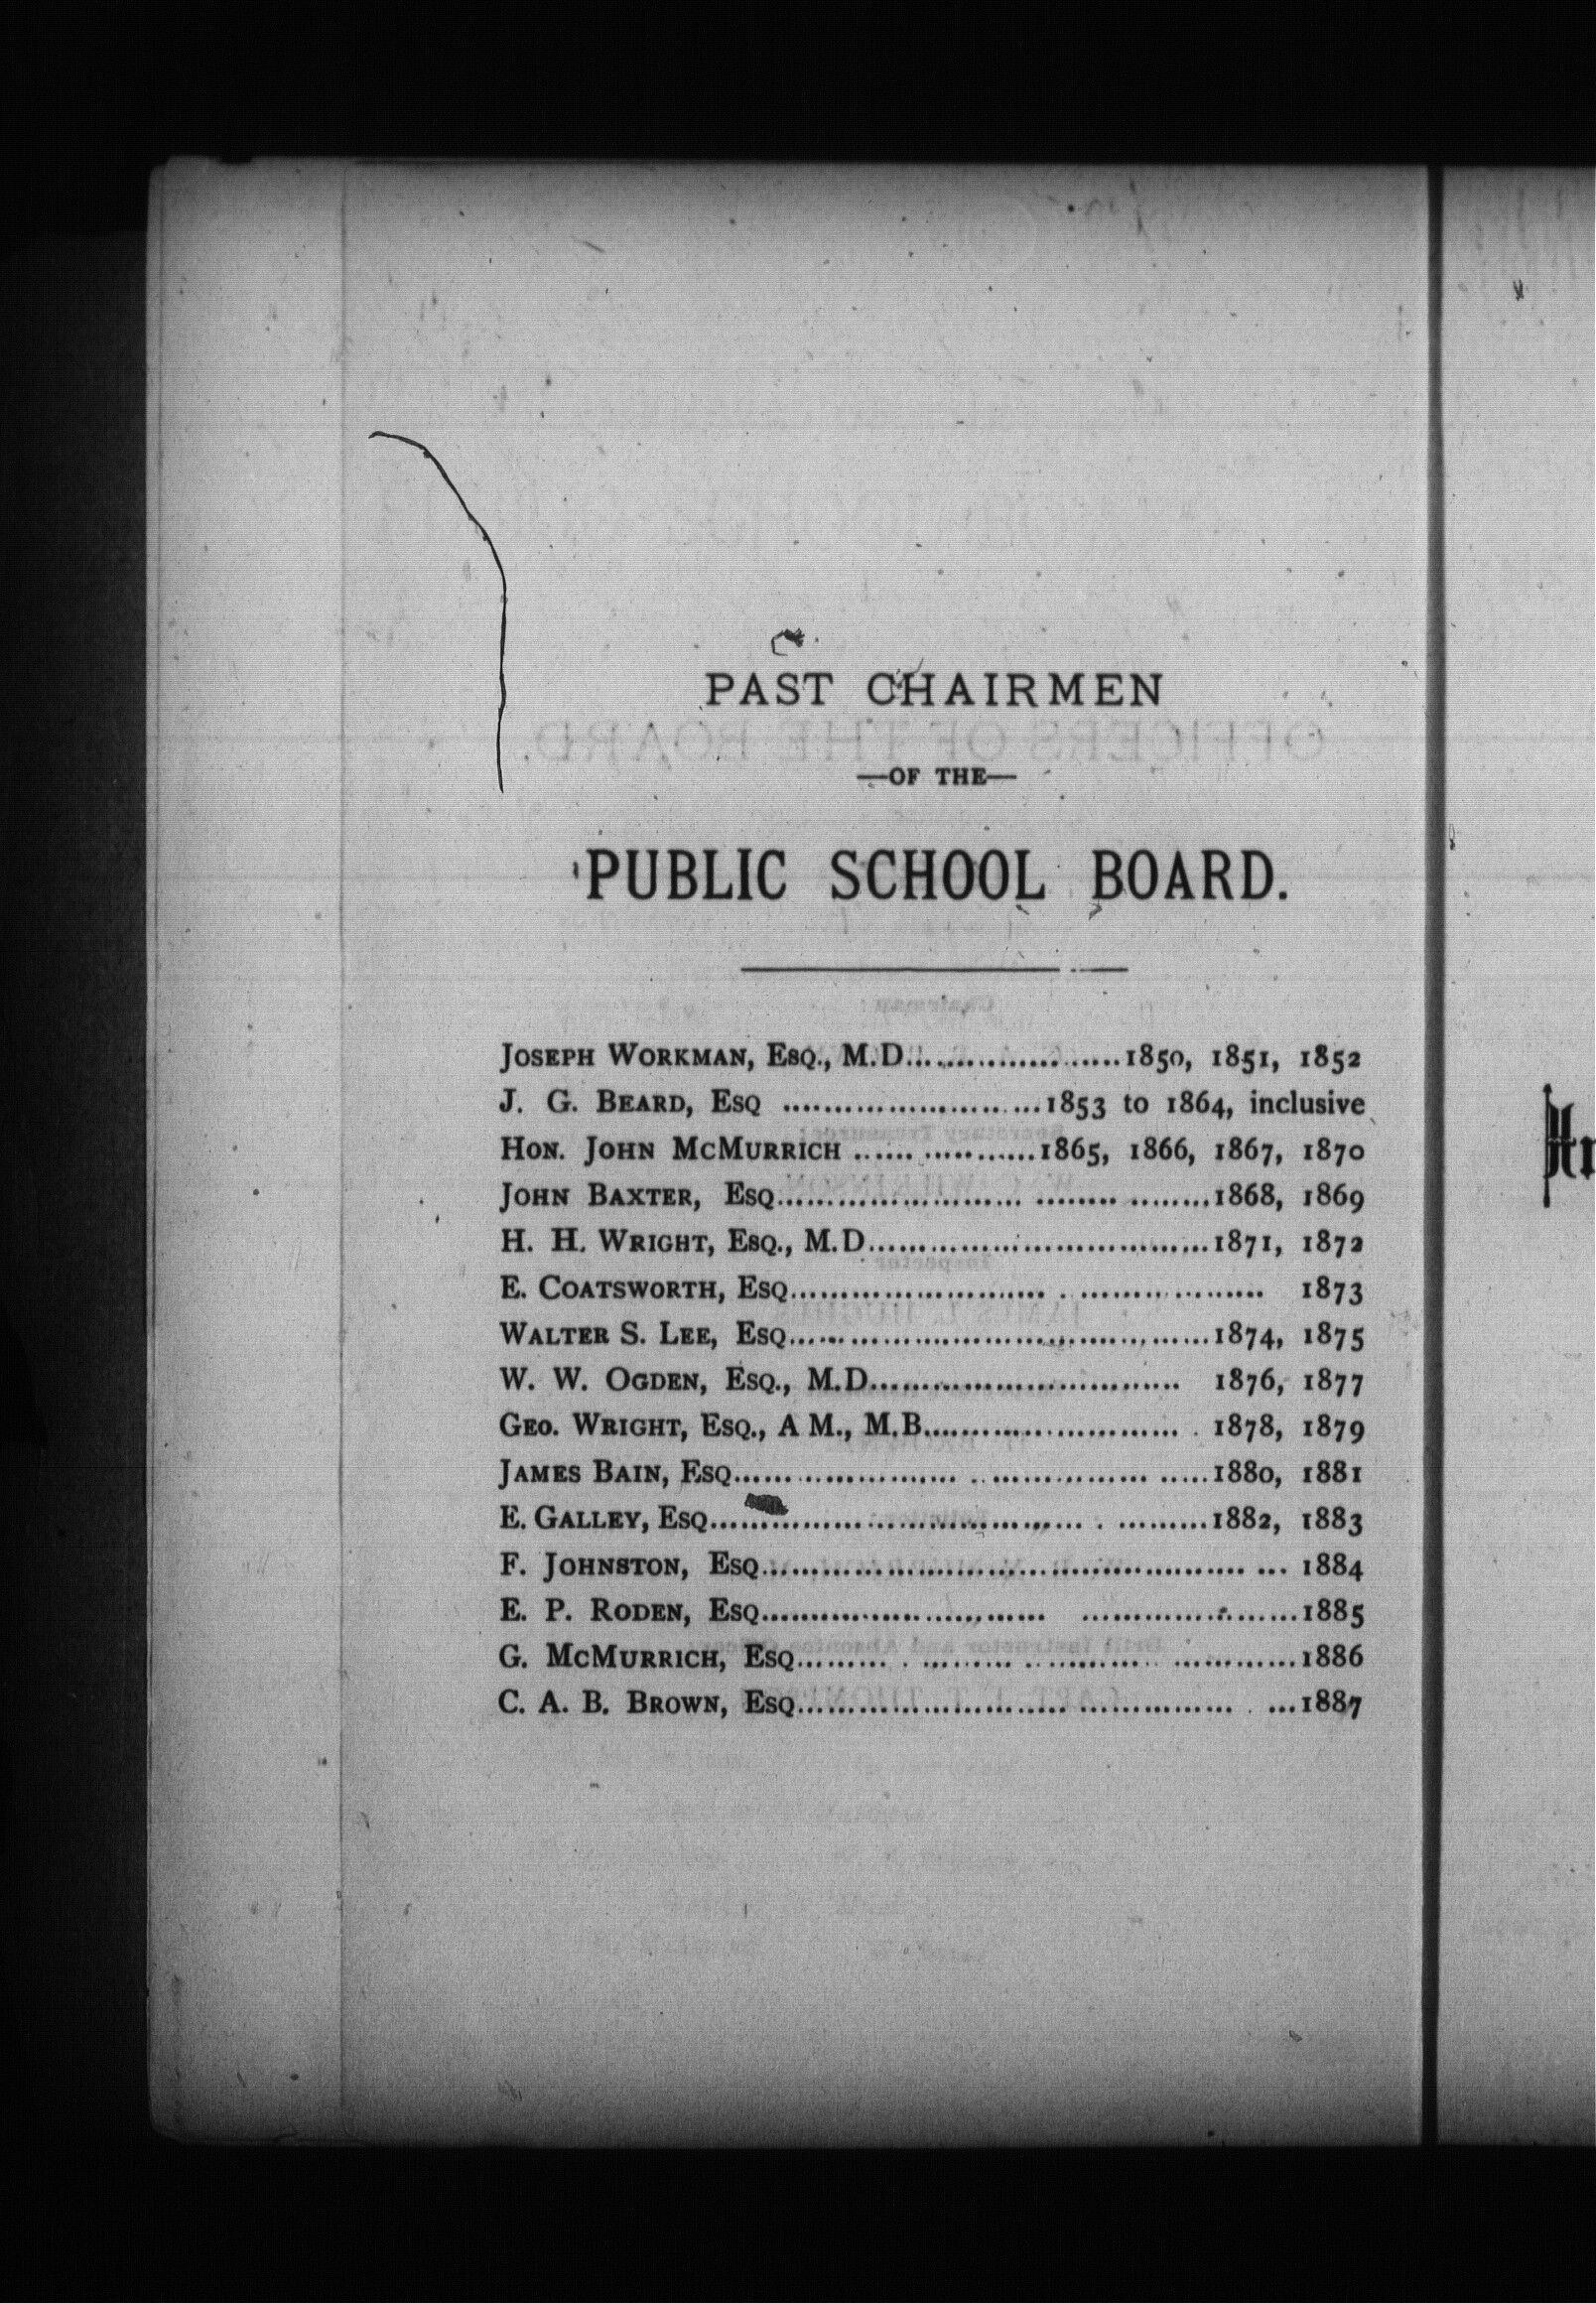 PAST CHAIRMEN
—OF THE—
PUBLIC SCHOOL BOARD.
JOSEPH WORKMAN, ESQ., M.D.....................1850, 1851, 1852
J. G. BEARD, ESQ .........................1853 to 1864, inclusive
HON. JOHN MCMURRICH ...... ...........1865, 1866, 1867, 1870
JOHN BAXTER, ESQ........................ ........ ........1868, 1869
H. H. WRIGHT, ESQ., M.D..................................1871, 1872
E. COATSWORTH, ESQ......................... . .................. 1873
WALTER S. LEE, ESQ.........................................1874, 1875
W. W. OGDEN, ESQ., M.D............................... 1876, 1877
GEO. WRIGHT, ESQ., A M., M.B......................... . 1878, 1879
JAMES BAIN, ESQ...................... .. ............... .....1880, 1881
E. GALLEY, ESQ..................................... . .........1882, 1883
F. JOHNSTON, ESQ............................................... ... 1884
E. P. RODEN, ESQ............................ .....................1885
G. MCMURRICH, ESQ......... . ......... ............ ............1886
C. A. B. BROWN, ESQ.......................... ............... . ...1887